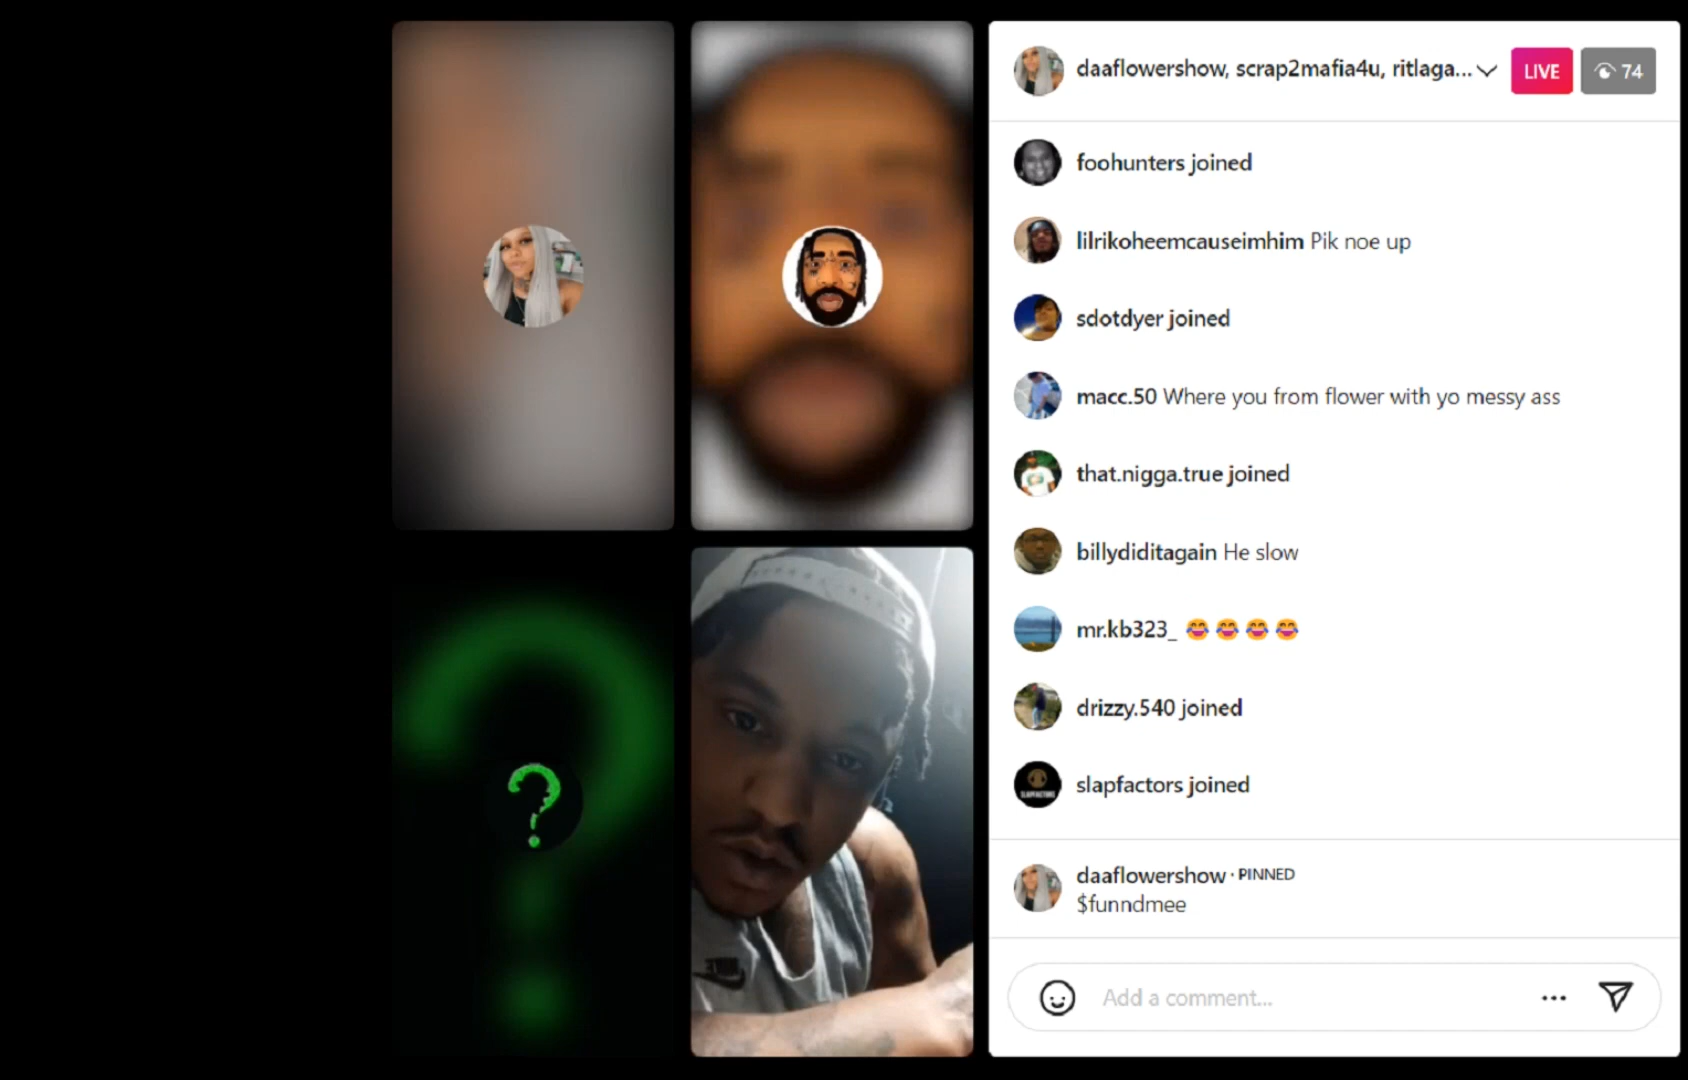 daaflowershow, scrap2mafia4u, ritlaga...
LIVE
74
foohunters joined
lilrikoheemcauseimhim Pik noe up
sdotdyer joined
macc.50 Where you from flower with yo messy ass
that.nigga.true joined
billydiditagain He slow
mr.kb323_ 😂😂😂😂
drizzy.540 joined
slapfactors joined
daaflowershow · PINNED
$funndmee
Add a comment...